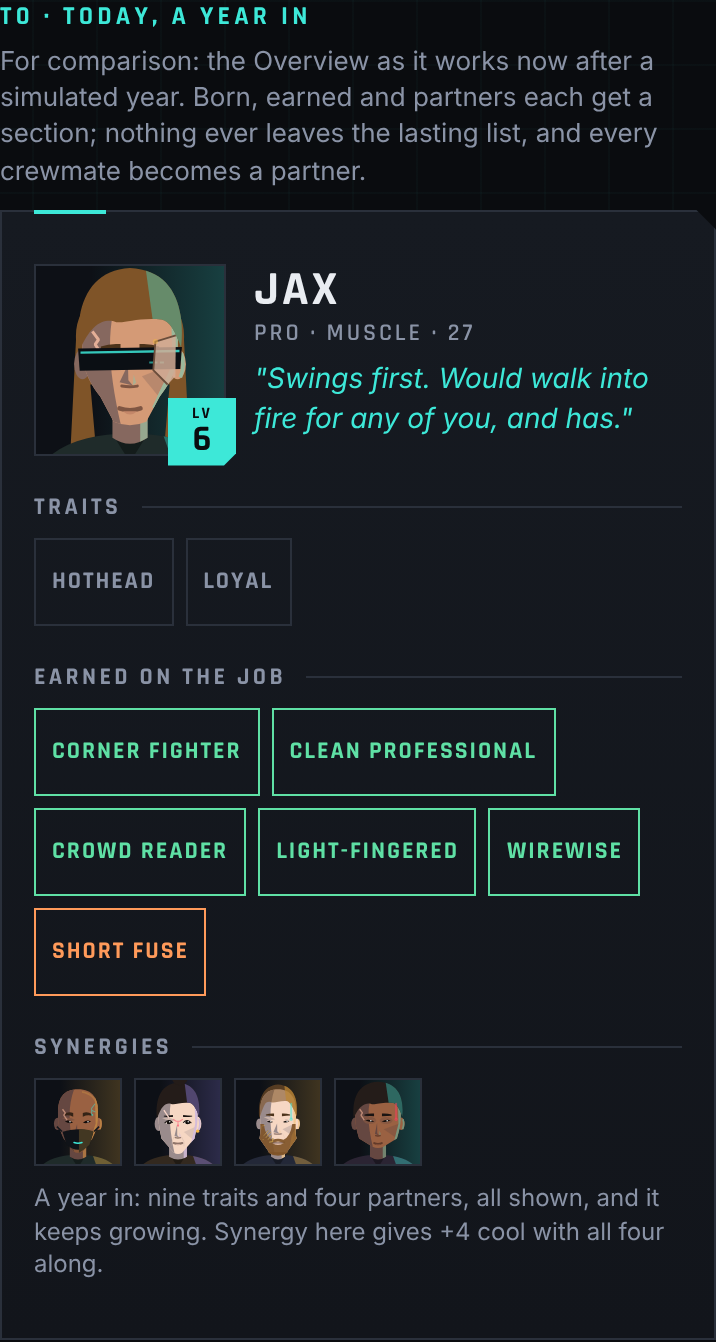 TO · TODAY, A YEAR IN
For comparison: the Overview as it works now after a
simulated year. Born, earned and partners each get a
section; nothing ever leaves the lasting list, and every
crewmate becomes a partner.
JAX
PRO · MUSCLE · 27
"Swings first. Would walk into
fire for any of you, and has."
LV
6
TRAITS
HOTHEAD LOYAL
EARNED ON THE JOB
CORNER FIGHTER CLEAN PROFESSIONAL
CROWD READER LIGHT-FINGERED WIREWISE
SHORT FUSE
SYNERGIES
A year in: nine traits and four partners, all shown, and it
keeps growing. Synergy here gives +4 cool with all four
along.